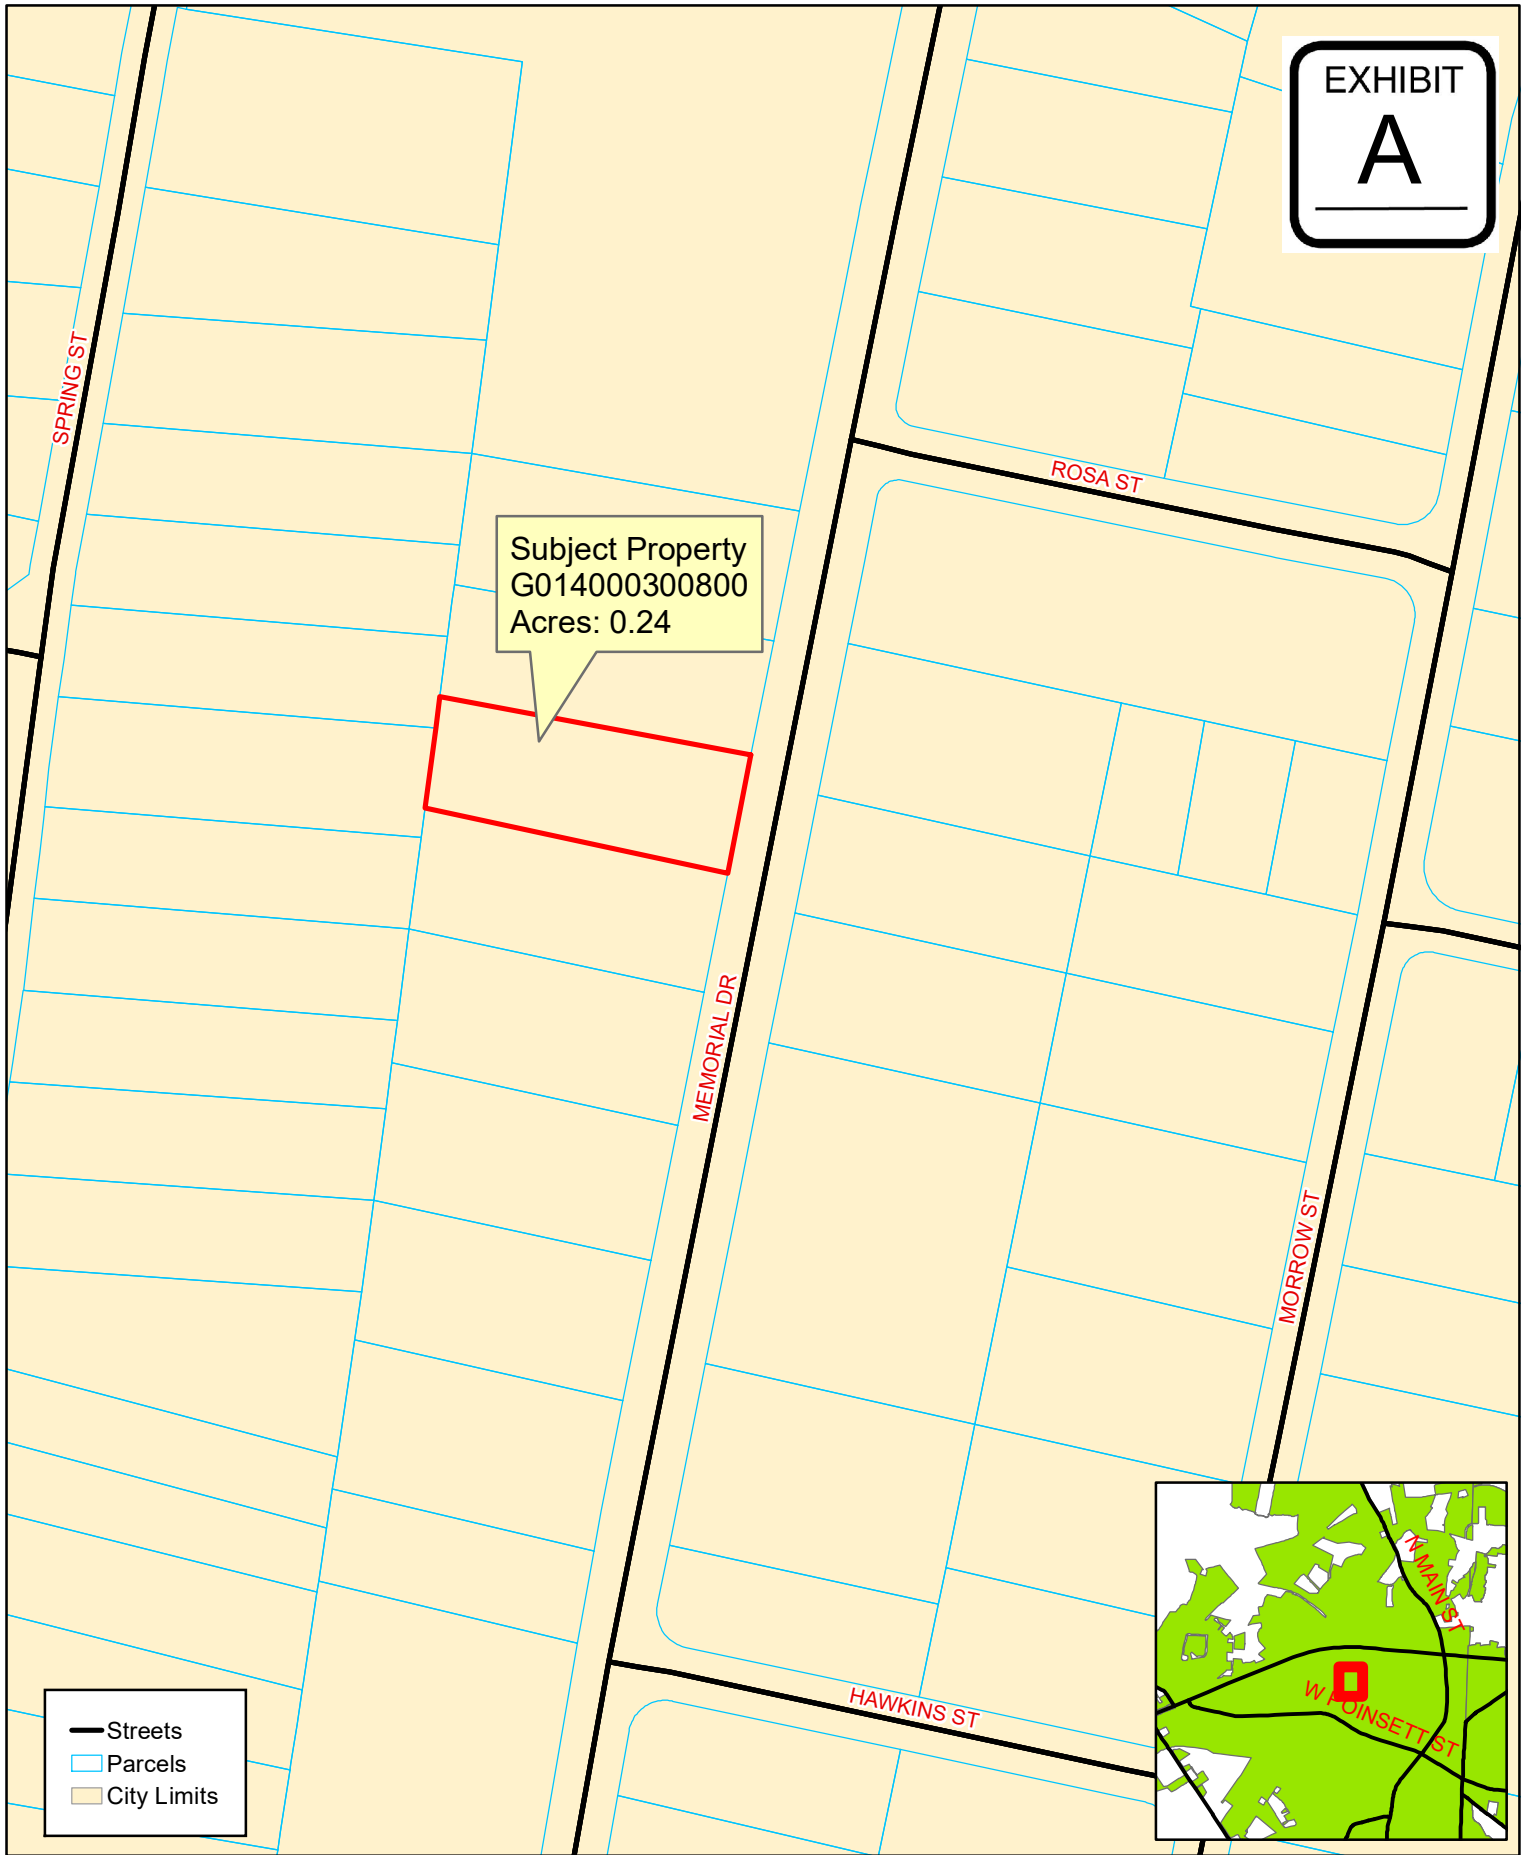 EXHIBIT
A
SPRING ST
ROSA ST
Subject Property
G014000300800
Acres: 0.24
MEMORIAL DR
MORROW ST
HAWKINS ST
N MAIN ST
W POINSETT ST
Streets
Parcels
City Limits